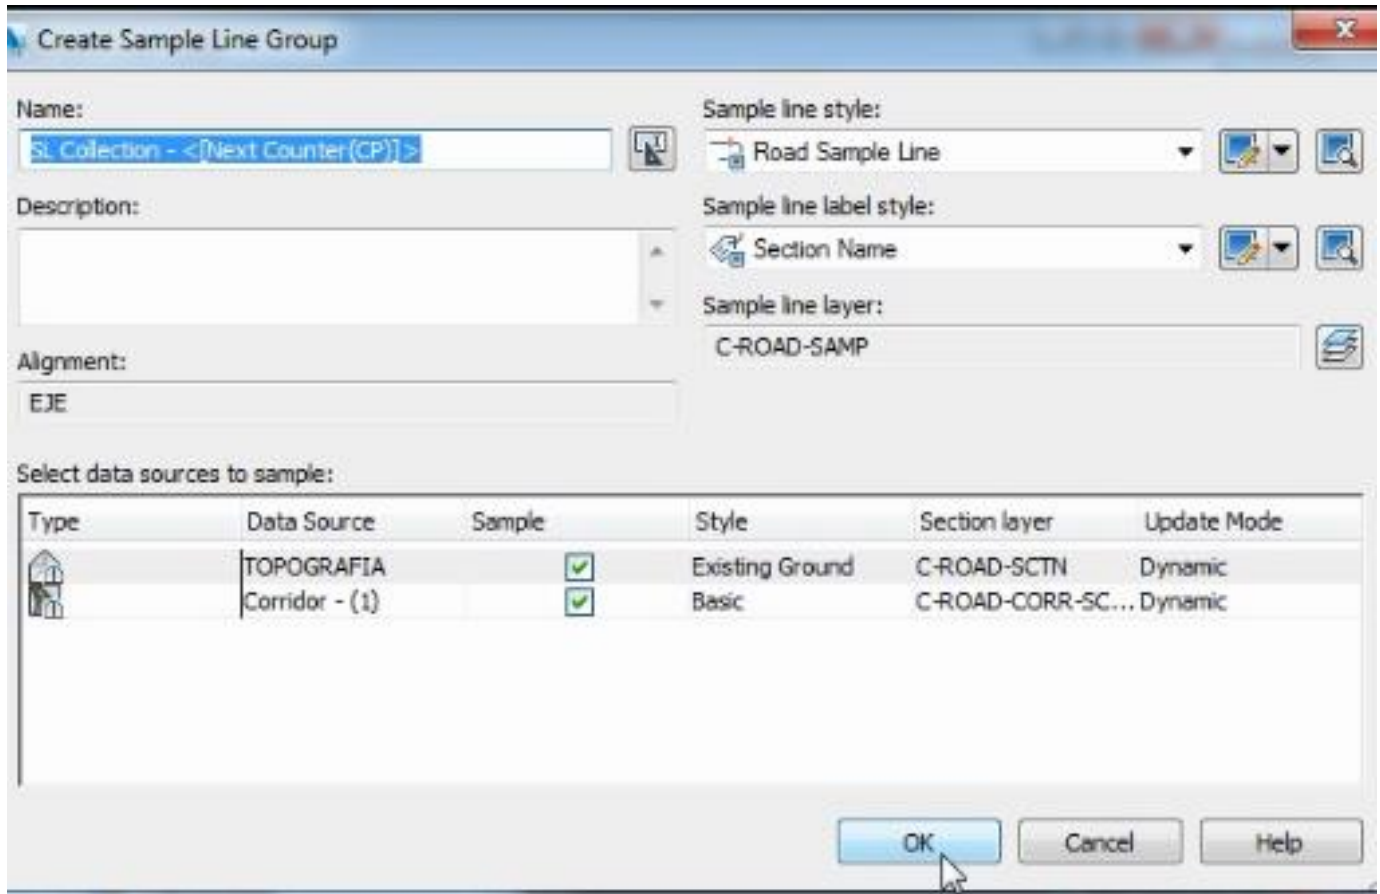 Create Sample Line Group
Name:
SL Collection - <[Next Counter(CP)]>
Description:
Alignment:
EJE
Sample line style:
Road Sample Line
Sample line label style:
Section Name
Sample line layer:
C-ROAD-SAMP
Select data sources to sample:
Type Data Source Sample Style Section layer Update Mode
TOPOGRAFIA Existing Ground C-ROAD-SCTN Dynamic
Corridor - (1) Basic C-ROAD-CORR-SC... Dynamic
OK Cancel Help